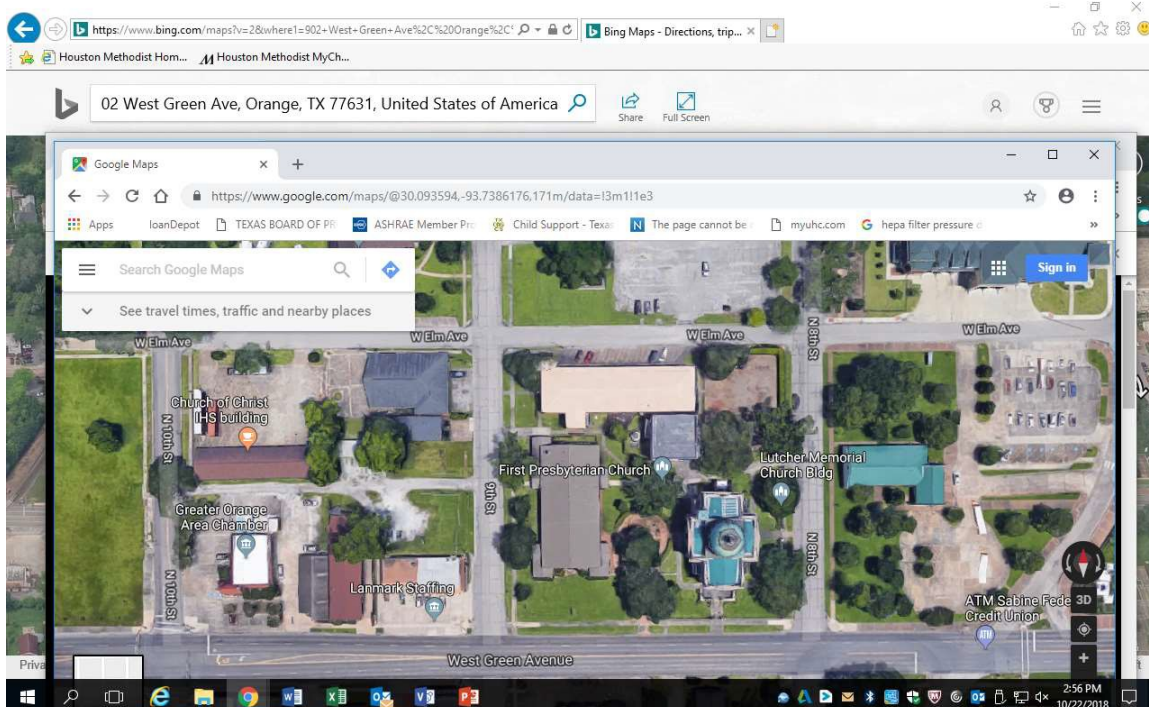 https://www.bing.com/maps?v=2&where1=902+West+Green+Ave%2C%20Orange%2C
Bing Maps - Directions, trip...
Houston Methodist Hom...
Houston Methodist MyCh...
02 West Green Ave, Orange, TX 77631, United States of America
Share
Full Screen
Google Maps
https://www.google.com/maps/@30.093594,-93.7386176,171m/data=!3m1!1e3
Apps
loanDepot
TEXAS BOARD OF PR
ASHRAE Member Pro
Child Support - Texas
The page cannot be
myuhc.com
hepa filter pressure d
Search Google Maps
Sign in
See travel times, traffic and nearby places
W Elm Ave
W Elm Ave
W Elm Ave
N 8th St
W Elm Ave
Church of Christ
IHS building
N 10th St
First Presbyterian Church
Lutcher Memorial
Church Bldg
9th St
Greater Orange
Area Chamber
N 8th St
Lanmark Staffing
N 10th St
ATM Sabine Fede
Credit Union
ATM
3D
West Green Avenue
Priva
2:56 PM
10/22/2018